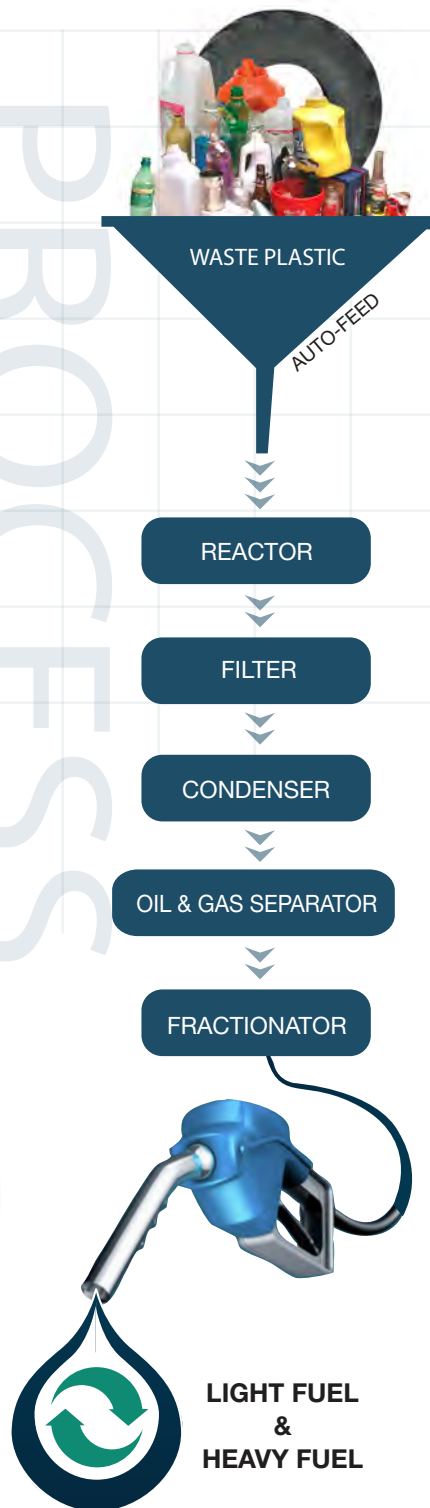 PROCESS
WASTE PLASTIC
AUTO-FEED
REACTOR
FILTER
CONDENSER
OIL & GAS SEPARATOR
FRACTIONATOR
LIGHT FUEL
&
HEAVY FUEL